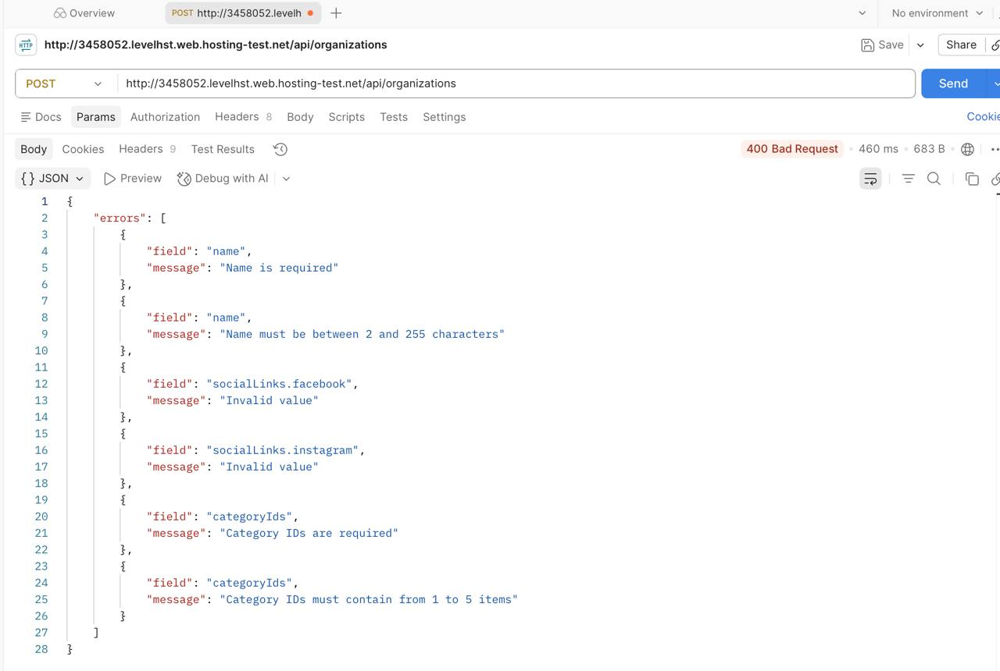 Overview
POST http://3458052.levelh
No environment
HTTP http://3458052.levelhst.web.hosting-test.net/api/organizations
Save
Share
POST http://3458052.levelhst.web.hosting-test.net/api/organizations
Send
Docs Params Authorization Headers 8 Body Scripts Tests Settings
Cookie
Body Cookies Headers 9 Test Results
400 Bad Request • 460 ms • 683 B •
{} JSON Preview Debug with AI
1 {
2 "errors": [
3 {
4 "field": "name",
5 "message": "Name is required"
6 },
7 {
8 "field": "name",
9 "message": "Name must be between 2 and 255 characters"
10 },
11 {
12 "field": "socialLinks.facebook",
13 "message": "Invalid value"
14 },
15 {
16 "field": "socialLinks.instagram",
17 "message": "Invalid value"
18 },
19 {
20 "field": "categoryIds",
21 "message": "Category IDs are required"
22 },
23 {
24 "field": "categoryIds",
25 "message": "Category IDs must contain from 1 to 5 items"
26 }
27 ]
28 }